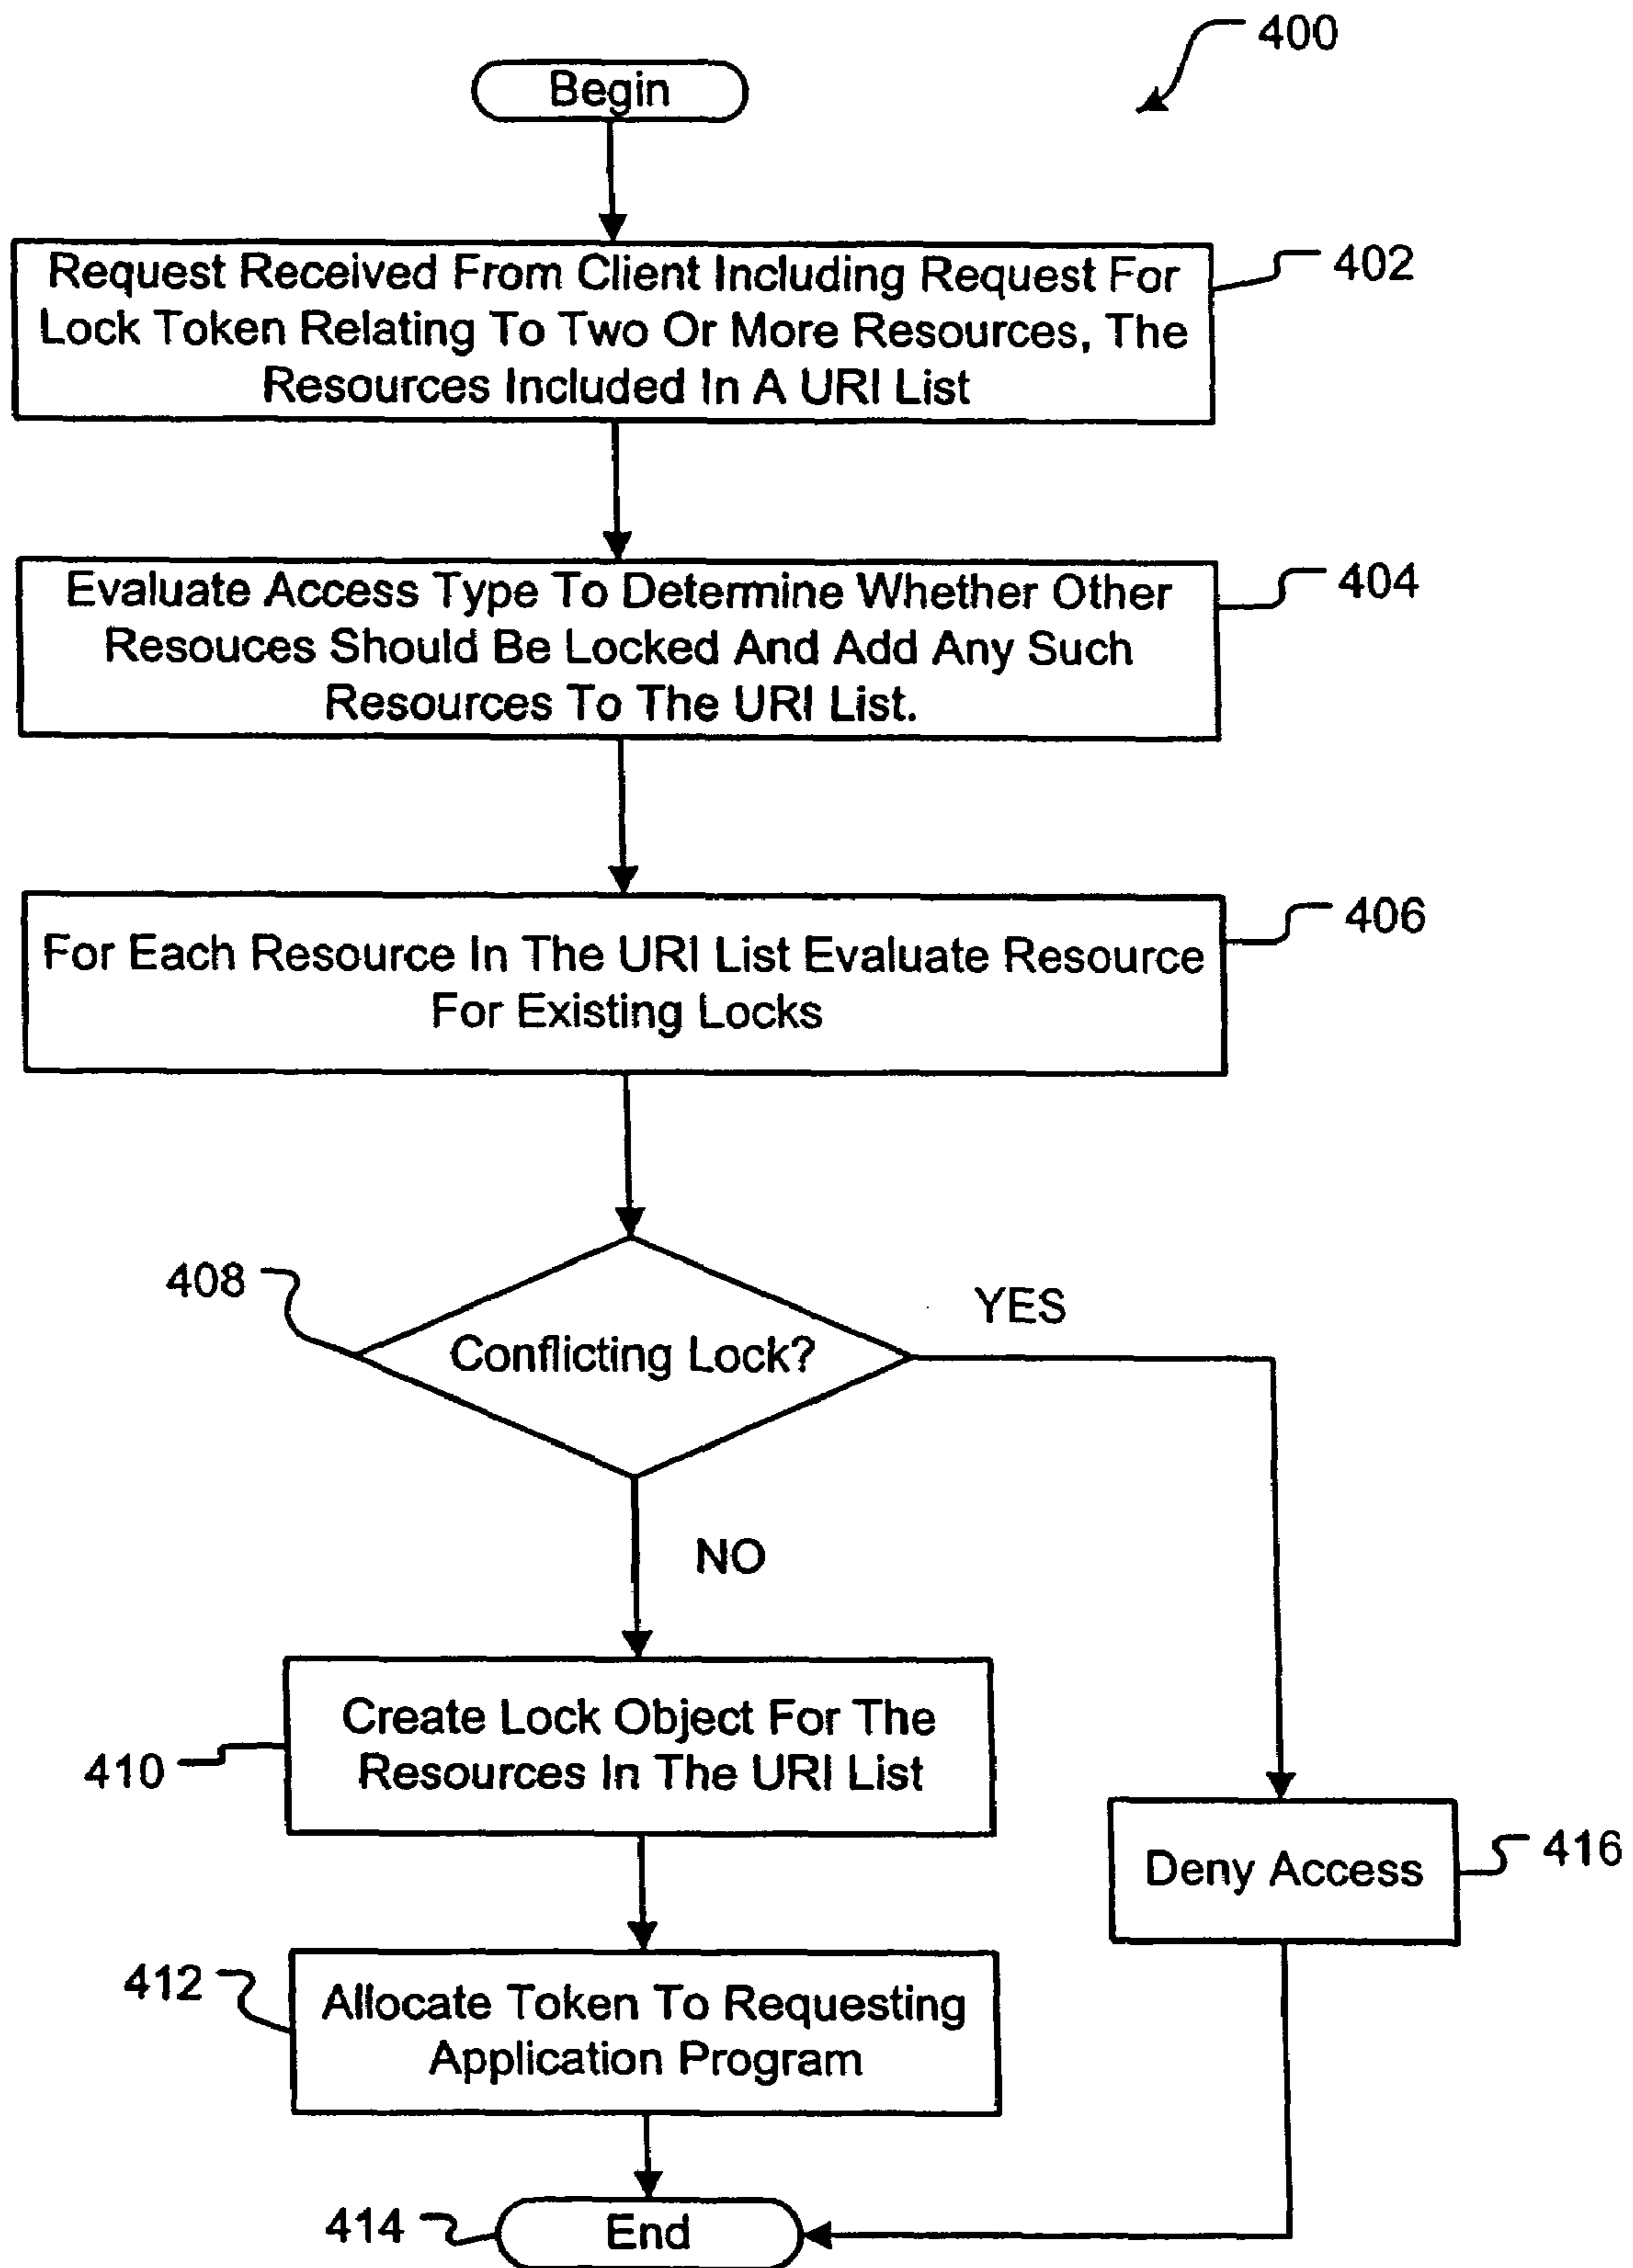 400
Begin
Request Received From Client Including Request For
Lock Token Relating To Two Or More Resources, The
Resources Included In A URI List
402
Evaluate Access Type To Determine Whether Other
Resouces Should Be Locked And Add Any Such
Resources To The URI List.
404
For Each Resource In The URI List Evaluate Resource
For Existing Locks
406
408
Conflicting Lock?
YES
NO
Create Lock Object For The
Resources In The URI List
410
Deny Access
416
412
Allocate Token To Requesting
Application Program
414
End